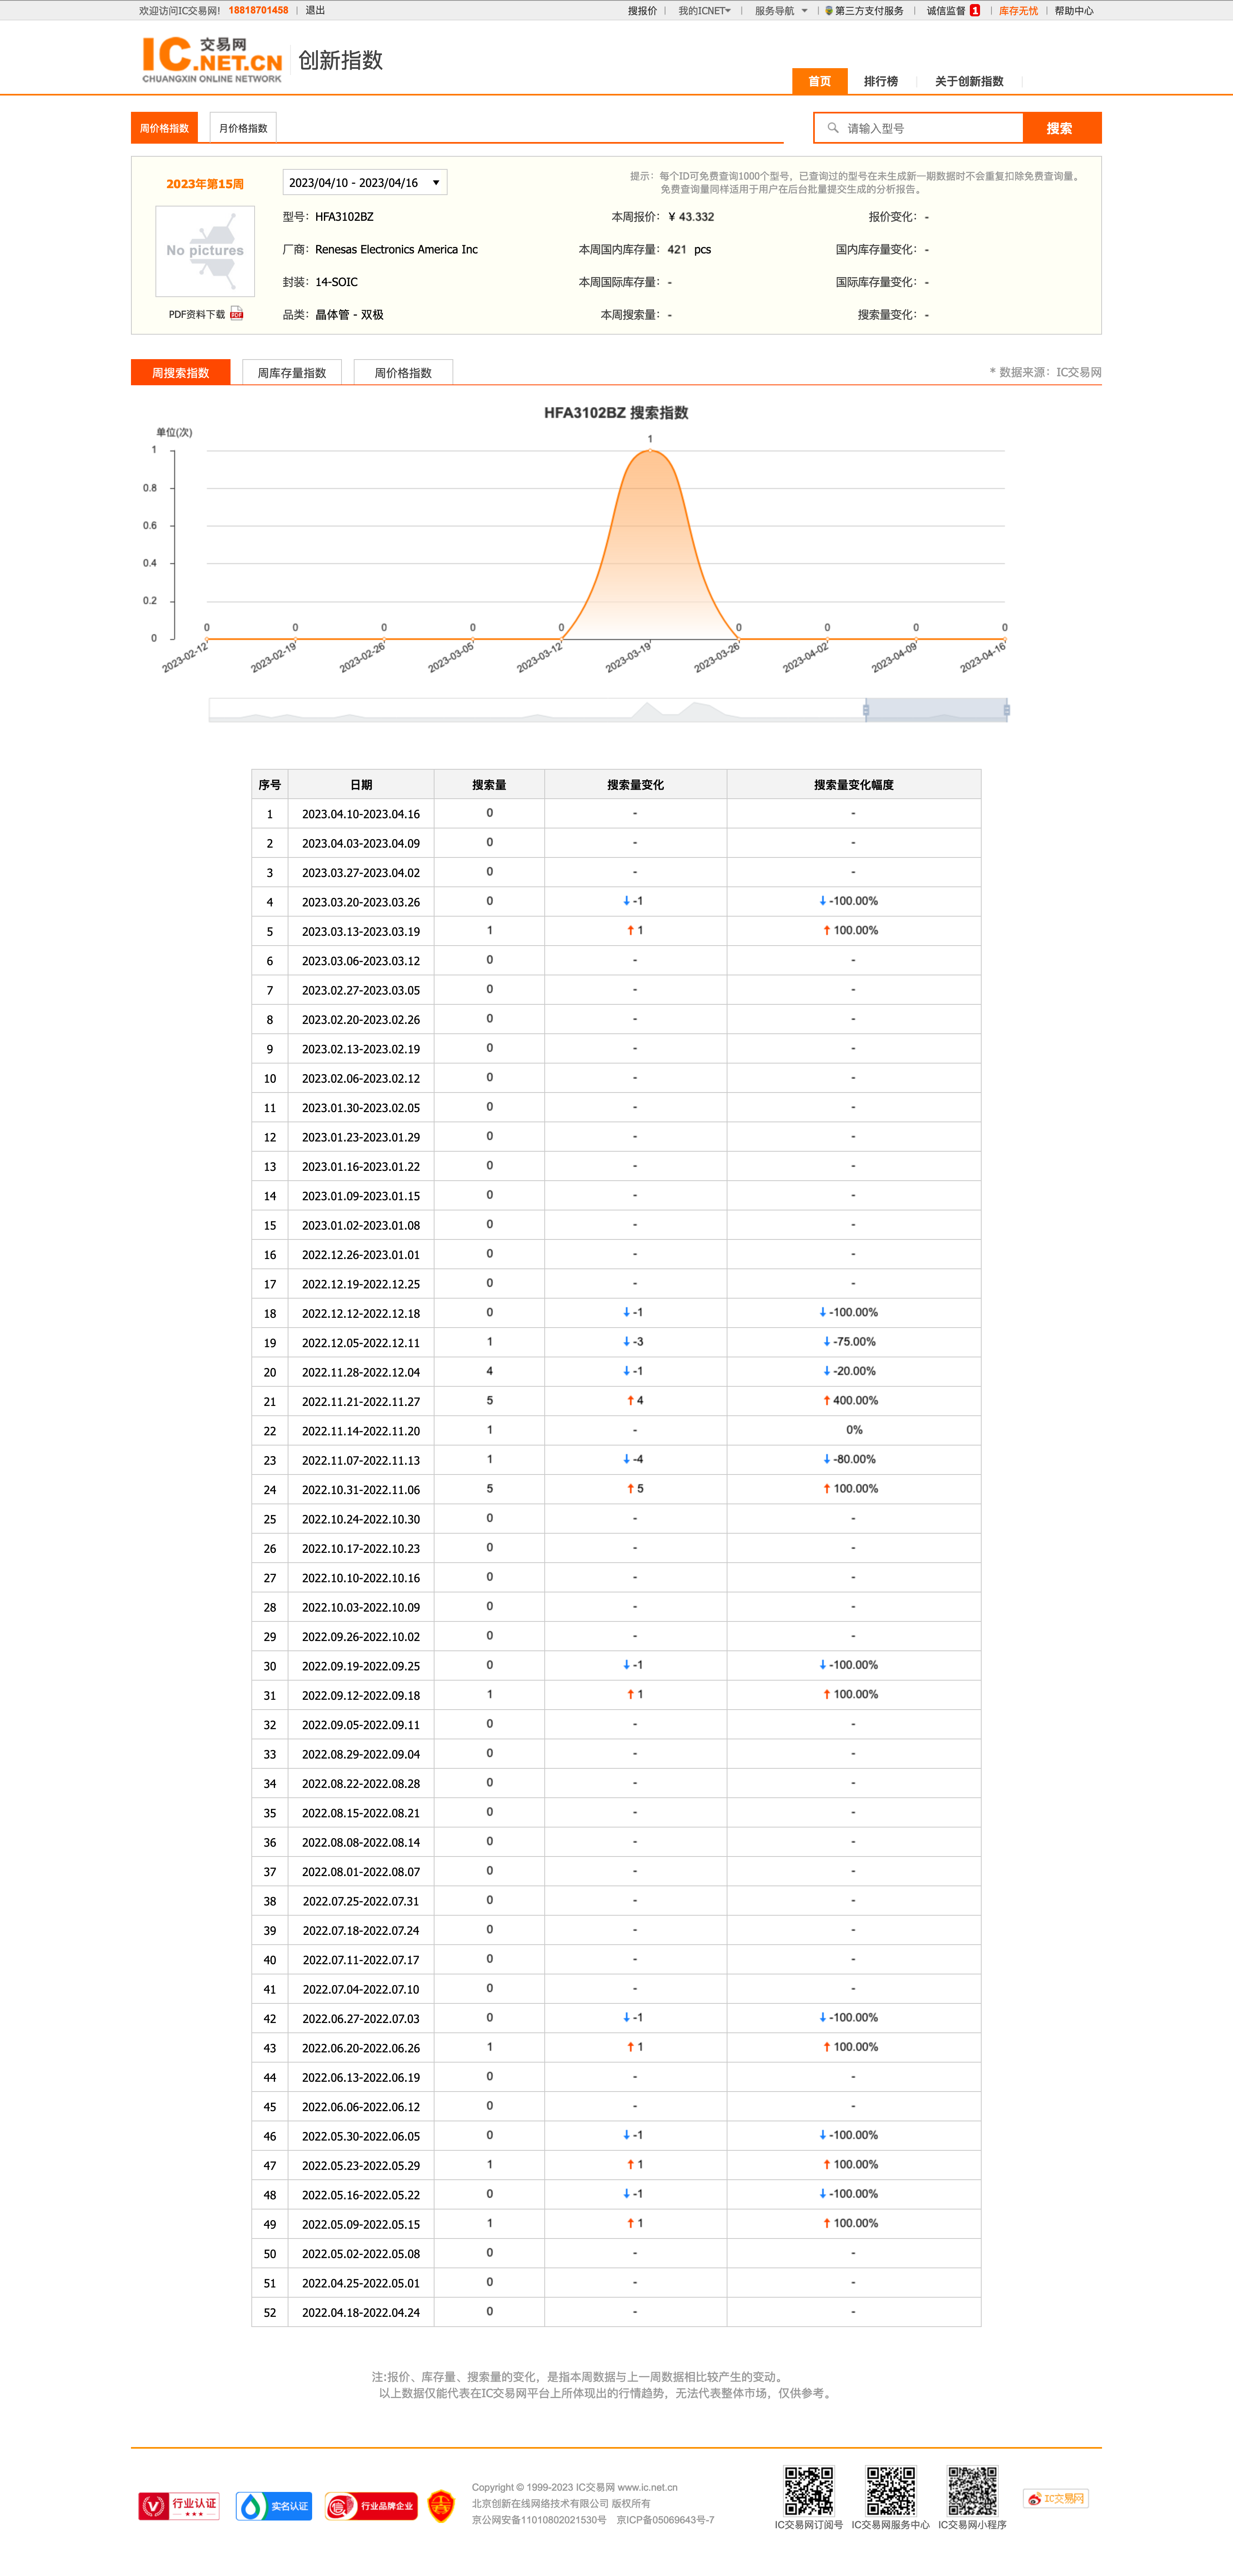 欢迎访问IC交易网! 18818701458 | 退出 搜报价 | 我的ICNET | 服务导航 | 第三方支付服务 | 诚信监督 1 | 库存无忧 | 帮助中心
IC交易网 .NET.CN
CHUANGXIN ONLINE NETWORK
创新指数
首页 排行榜 关于创新指数
周价格指数 月价格指数 请输入型号 搜索
2023年第15周 2023/04/10 - 2023/04/16
提示：每个ID可免费查询1000个型号，已查询过的型号在未生成新一期数据时不会重复扣除免费查询量。
免费查询量同样适用于用户在后台批量提交生成的分析报告。
No pictures
PDF资料下载 PDF
型号：HFA3102BZ 本周报价：¥ 43.332 报价变化：-
厂商：Renesas Electronics America Inc 本周国内库存量：421 pcs 国内库存量变化：-
封装：14-SOIC 本周国际库存量：- 国际库存量变化：-
品类：晶体管 - 双极 本周搜索量：- 搜索量变化：-
周搜索指数 周库存量指数 周价格指数 * 数据来源：IC交易网
HFA3102BZ 搜索指数
单位(次)
1
0.8
0.6
0.4
0.2
0
0 0 0 0 0 1 0 0 0 0
2023-02-12 2023-02-19 2023-02-26 2023-03-05 2023-03-12 2023-03-19 2023-03-26 2023-04-02 2023-04-09 2023-04-16
序号 日期 搜索量 搜索量变化 搜索量变化幅度
1 2023.04.10-2023.04.16 0 - -
2 2023.04.03-2023.04.09 0 - -
3 2023.03.27-2023.04.02 0 - -
4 2023.03.20-2023.03.26 0 ↓-1 ↓-100.00%
5 2023.03.13-2023.03.19 1 ↑1 ↑100.00%
6 2023.03.06-2023.03.12 0 - -
7 2023.02.27-2023.03.05 0 - -
8 2023.02.20-2023.02.26 0 - -
9 2023.02.13-2023.02.19 0 - -
10 2023.02.06-2023.02.12 0 - -
11 2023.01.30-2023.02.05 0 - -
12 2023.01.23-2023.01.29 0 - -
13 2023.01.16-2023.01.22 0 - -
14 2023.01.09-2023.01.15 0 - -
15 2023.01.02-2023.01.08 0 - -
16 2022.12.26-2023.01.01 0 - -
17 2022.12.19-2022.12.25 0 - -
18 2022.12.12-2022.12.18 0 ↓-1 ↓-100.00%
19 2022.12.05-2022.12.11 1 ↓-3 ↓-75.00%
20 2022.11.28-2022.12.04 4 ↓-1 ↓-20.00%
21 2022.11.21-2022.11.27 5 ↑4 ↑400.00%
22 2022.11.14-2022.11.20 1 - 0%
23 2022.11.07-2022.11.13 1 ↓-4 ↓-80.00%
24 2022.10.31-2022.11.06 5 ↑5 ↑100.00%
25 2022.10.24-2022.10.30 0 - -
26 2022.10.17-2022.10.23 0 - -
27 2022.10.10-2022.10.16 0 - -
28 2022.10.03-2022.10.09 0 - -
29 2022.09.26-2022.10.02 0 - -
30 2022.09.19-2022.09.25 0 ↓-1 ↓-100.00%
31 2022.09.12-2022.09.18 1 ↑1 ↑100.00%
32 2022.09.05-2022.09.11 0 - -
33 2022.08.29-2022.09.04 0 - -
34 2022.08.22-2022.08.28 0 - -
35 2022.08.15-2022.08.21 0 - -
36 2022.08.08-2022.08.14 0 - -
37 2022.08.01-2022.08.07 0 - -
38 2022.07.25-2022.07.31 0 - -
39 2022.07.18-2022.07.24 0 - -
40 2022.07.11-2022.07.17 0 - -
41 2022.07.04-2022.07.10 0 - -
42 2022.06.27-2022.07.03 0 ↓-1 ↓-100.00%
43 2022.06.20-2022.06.26 1 ↑1 ↑100.00%
44 2022.06.13-2022.06.19 0 - -
45 2022.06.06-2022.06.12 0 - -
46 2022.05.30-2022.06.05 0 ↓-1 ↓-100.00%
47 2022.05.23-2022.05.29 1 ↑1 ↑100.00%
48 2022.05.16-2022.05.22 0 ↓-1 ↓-100.00%
49 2022.05.09-2022.05.15 1 ↑1 ↑100.00%
50 2022.05.02-2022.05.08 0 - -
51 2022.04.25-2022.05.01 0 - -
52 2022.04.18-2022.04.24 0 - -
注:报价、库存量、搜索量的变化，是指本周数据与上一周数据相比较产生的变动。
以上数据仅能代表在IC交易网平台上所体现出的行情趋势，无法代表整体市场，仅供参考。
行业认证 实名认证 信 行业品牌企业
Copyright © 1999-2023 IC交易网 www.ic.net.cn
北京创新在线网络技术有限公司 版权所有
京公网安备11010802021530号 京ICP备05069643号-7
IC交易网订阅号 IC交易网服务中心 IC交易网小程序
IC交易网